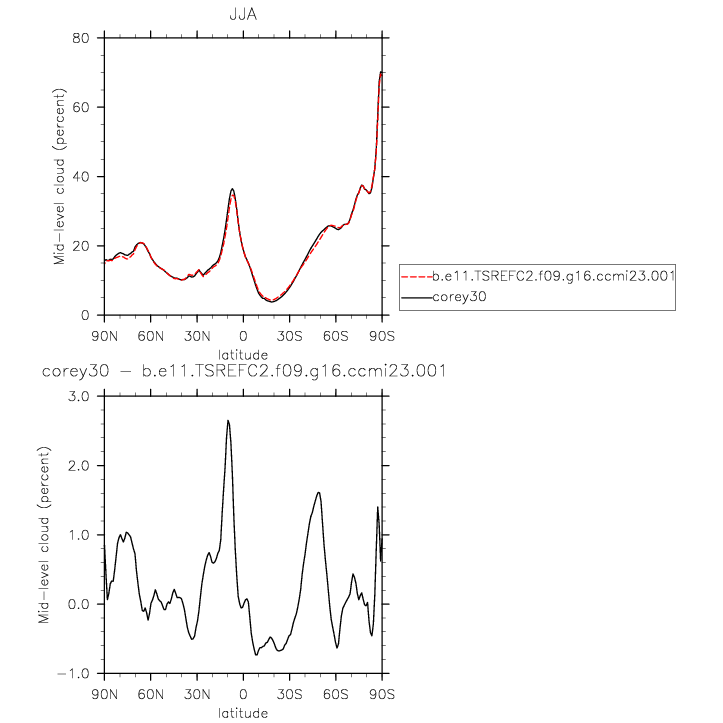 JJA
Mid-level cloud (percent)
80
60
40
20
0
90N 60N 30N 0 30S 60S 90S
latitude
b.e11.TSREFC2.f09.g16.ccmi23.001
corey30
corey30 - b.e11.TSREFC2.f09.g16.ccmi23.001
Mid-level cloud (percent)
3.0
2.0
1.0
0.0
-1.0
90N 60N 30N 0 30S 60S 90S
latitude